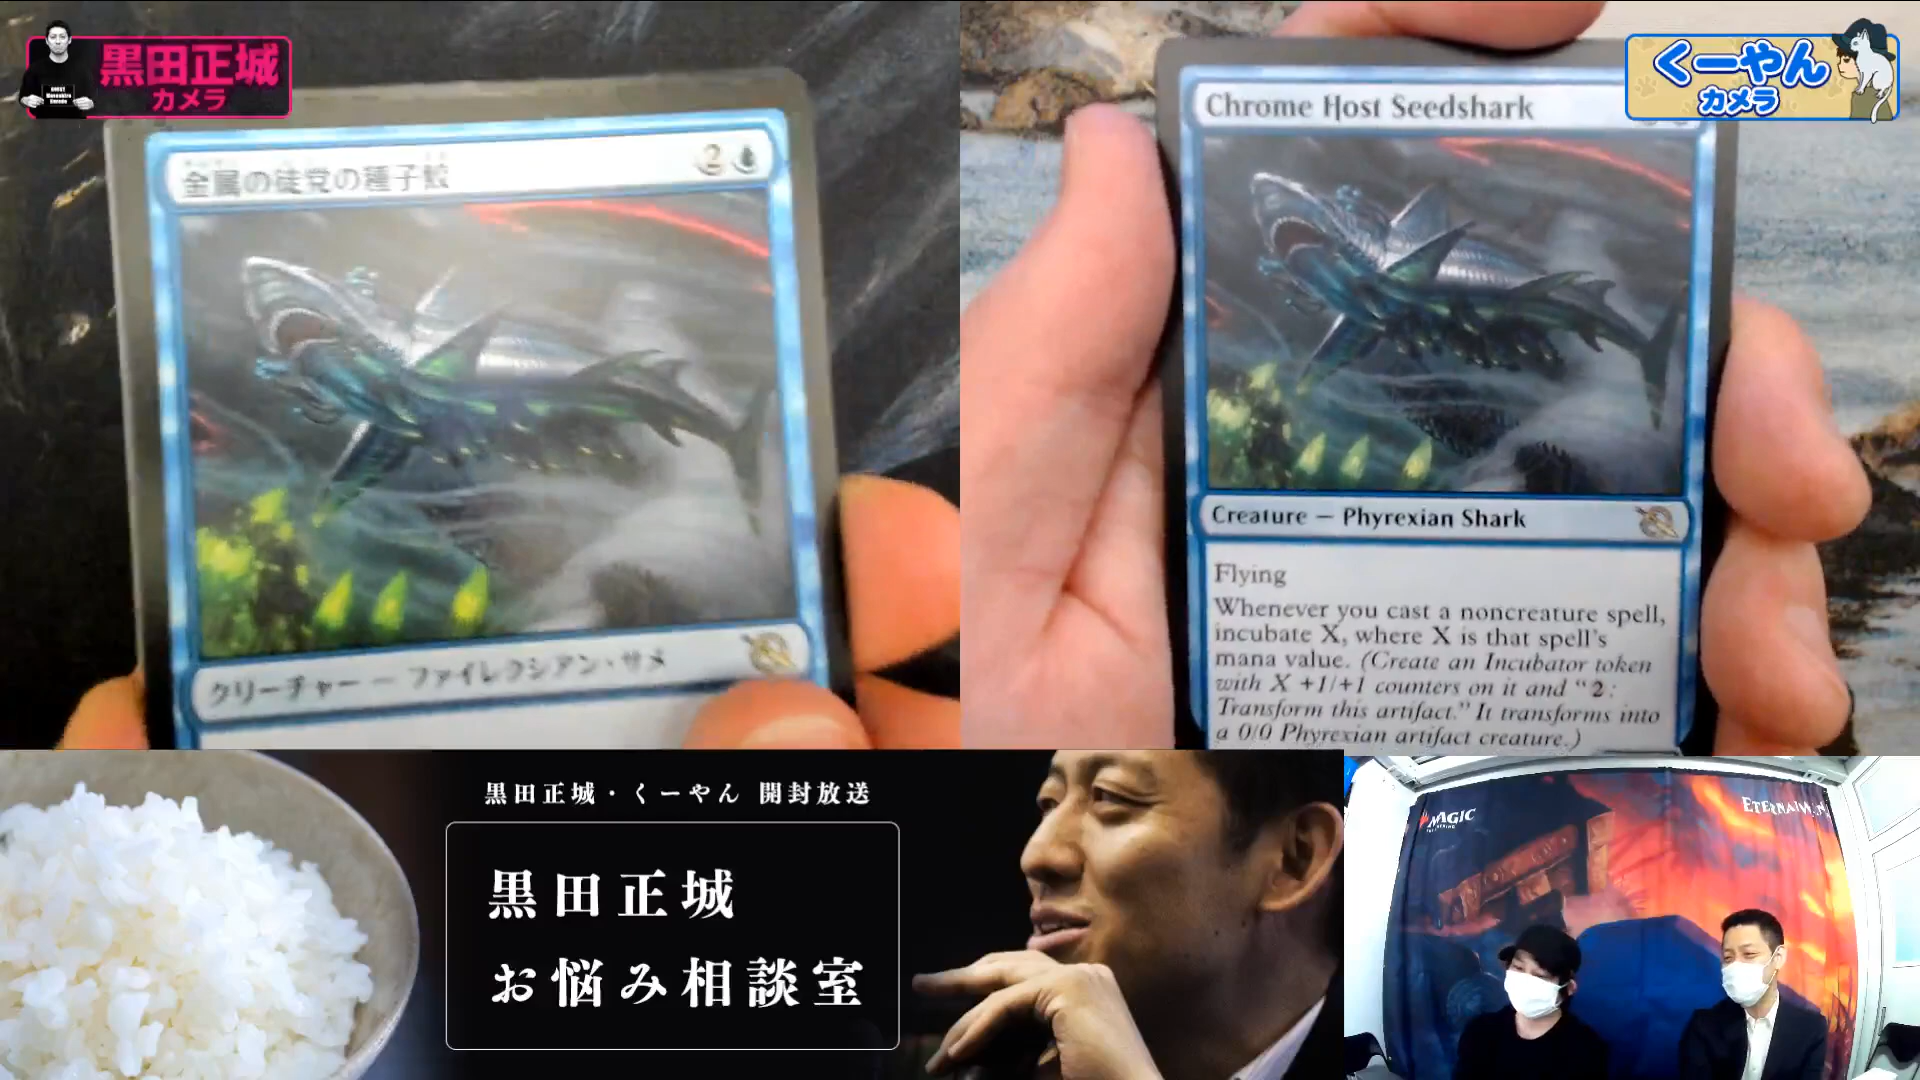 黒田正城
カメラ
金属の徒党の種子鮫
2
クリーチャー — ファイレクシアン・サメ
Chrome Host Seedshark
くーやん
カメラ
Creature — Phyrexian Shark
Flying
Whenever you cast a noncreature spell,
incubate X, where X is that spell's
mana value. (Create an Incubator token
with X +1/+1 counters on it and “2:
Transform this artifact.” It transforms into
a 0/0 Phyrexian artifact creature.)
黒田正城・くーやん 開封放送
黒田正城
お悩み相談室
MAGIC